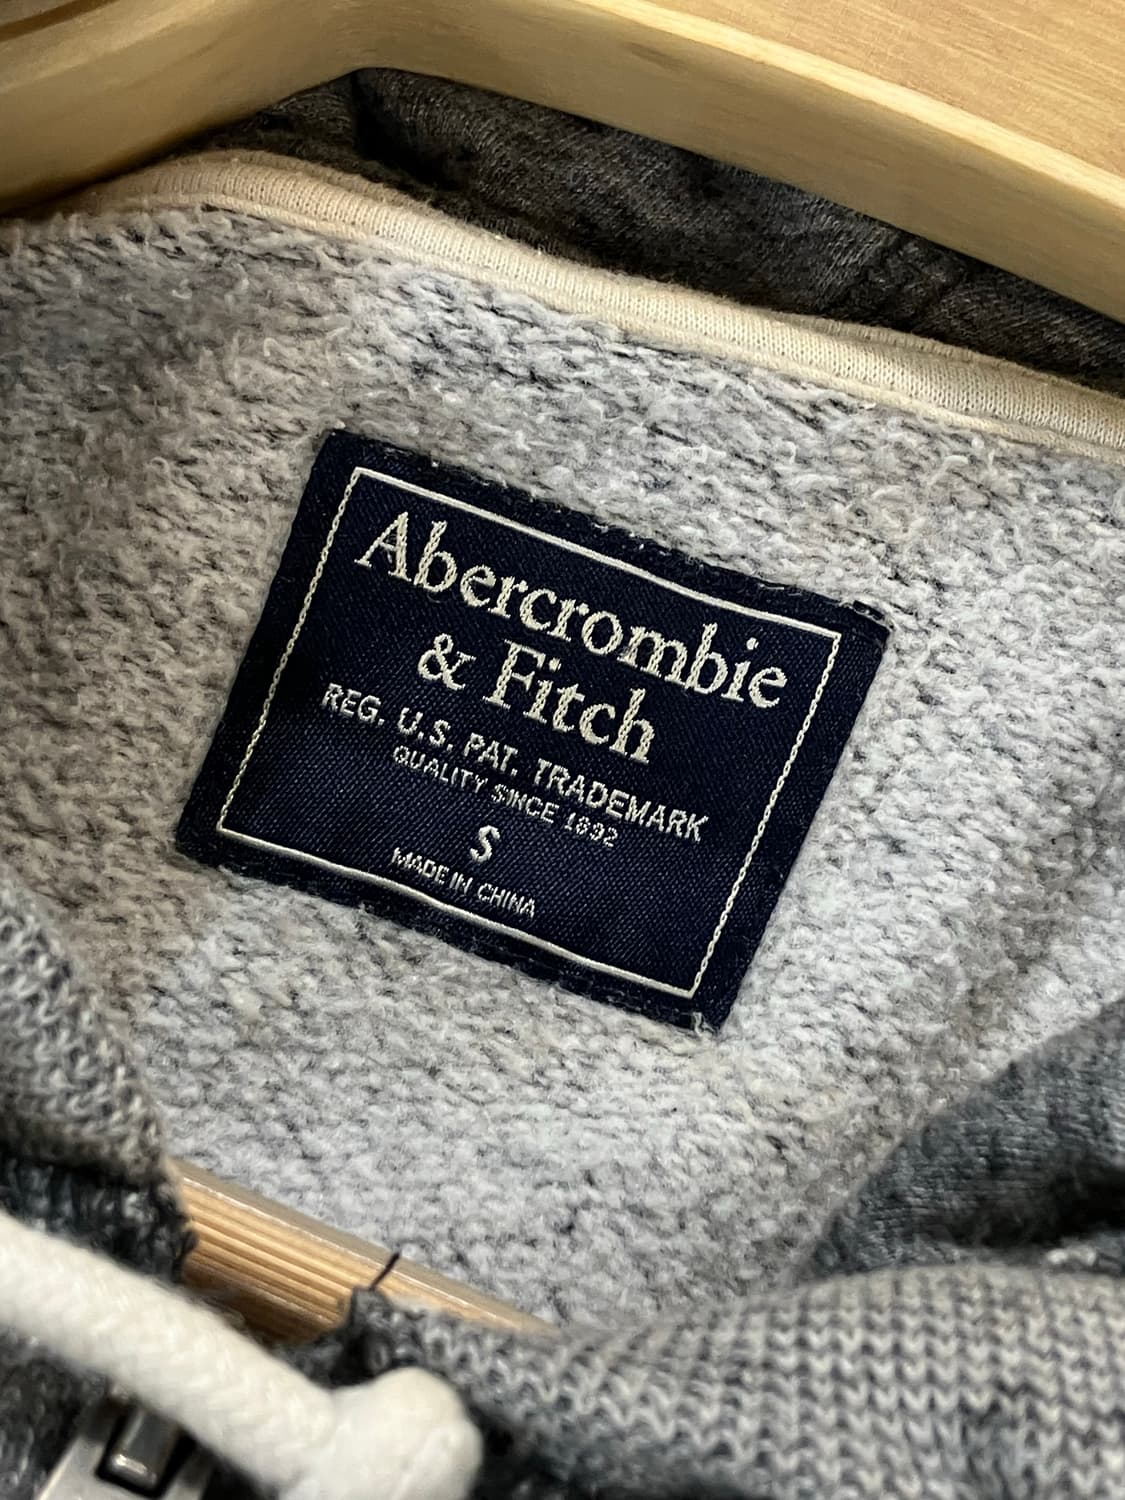 Abercrombie
& Fitch
REG. U.S. PAT. TRADEMARK
QUALITY SINCE 1892
S
MADE IN CHINA